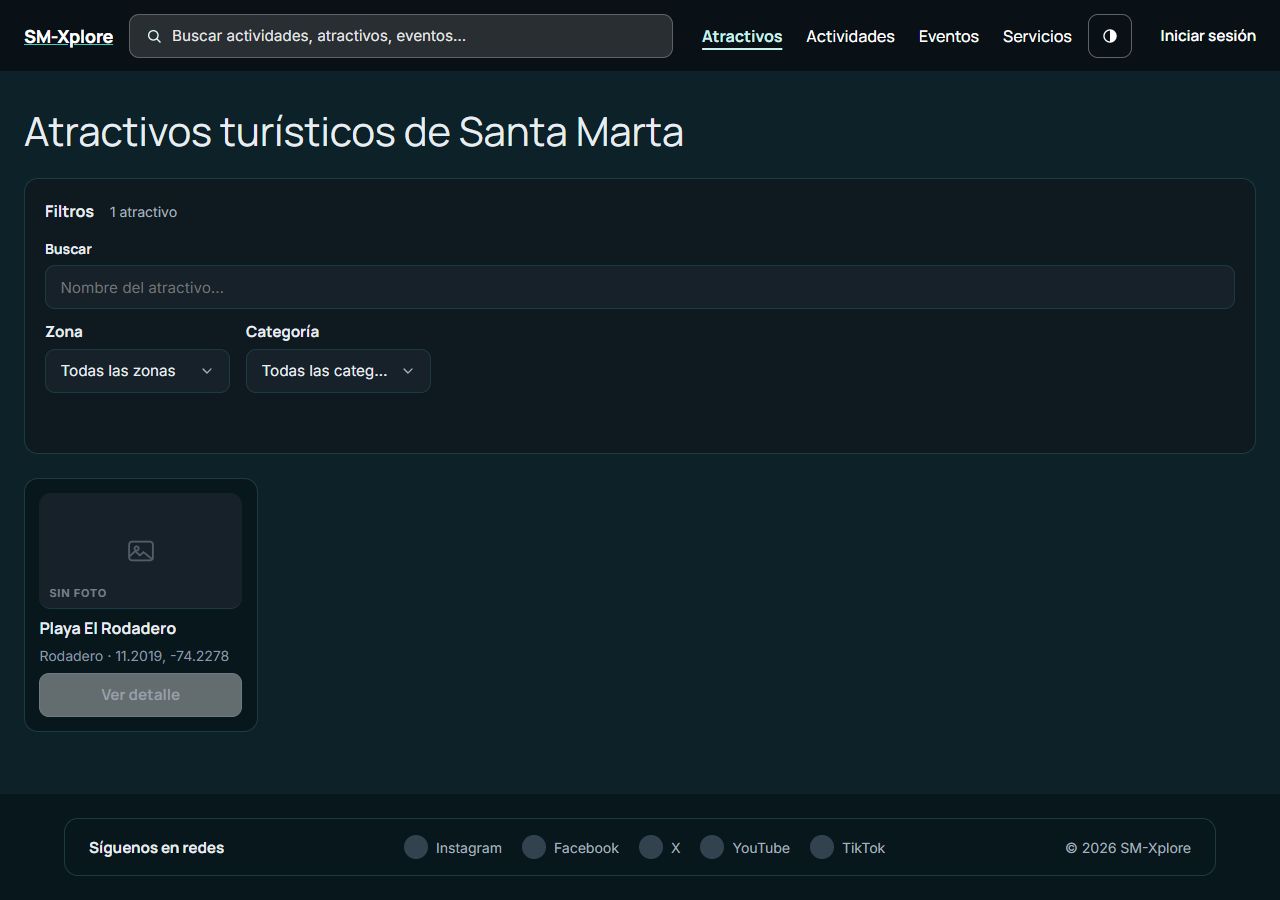 SM-Xplore
Buscar actividades, atractivos, eventos...
Atractivos
Actividades
Eventos
Servicios
Iniciar sesión
Atractivos turísticos de Santa Marta
Filtros 1 atractivo
Buscar
Nombre del atractivo...
Zona Categoría
Todas las zonas Todas las categ...
SIN FOTO
Playa El Rodadero
Rodadero · 11.2019, -74.2278
Ver detalle
Síguenos en redes
Instagram
Facebook
X
YouTube
TikTok
© 2026 SM-Xplore